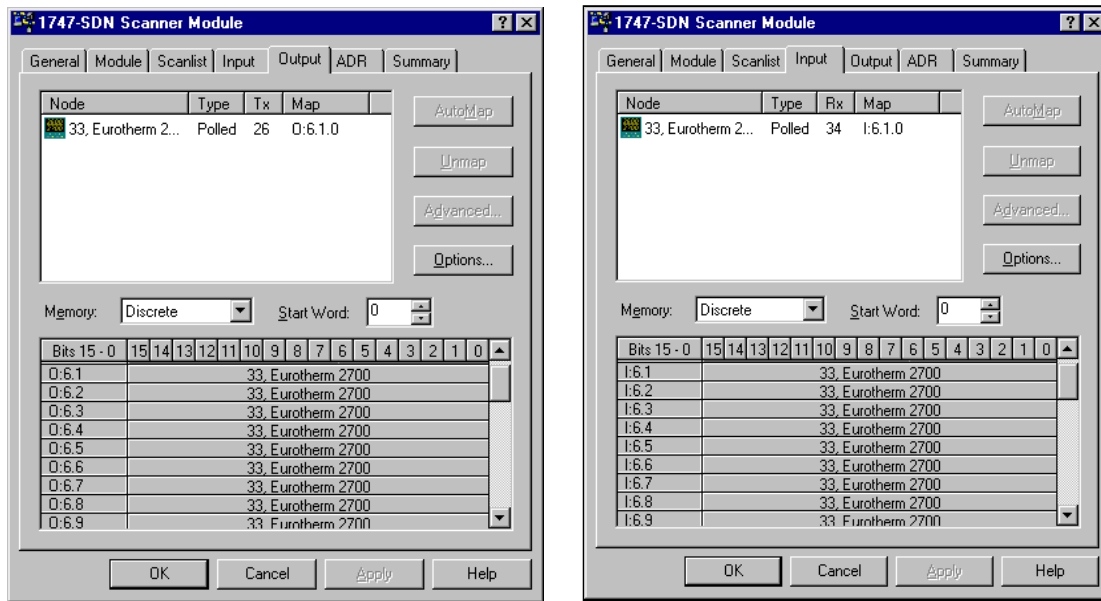 1747-SDN Scanner Module
General Module Scanlist Input Output ADR Summary
Node Type Tx Map
33, Eurotherm 2... Polled 26 O:6.1.0
AutoMap
Unmap
Advanced...
Options...
Memory: Discrete Start Word: 0
Bits 15 - 0 15 14 13 12 11 10 9 8 7 6 5 4 3 2 1 0
O:6.1 33, Eurotherm 2700
O:6.2 33, Eurotherm 2700
O:6.3 33, Eurotherm 2700
O:6.4 33, Eurotherm 2700
O:6.5 33, Eurotherm 2700
O:6.6 33, Eurotherm 2700
O:6.7 33, Eurotherm 2700
O:6.8 33, Eurotherm 2700
O:6.9 33, Eurotherm 2700
OK Cancel Apply Help
1747-SDN Scanner Module
General Module Scanlist Input Output ADR Summary
Node Type Rx Map
33, Eurotherm 2... Polled 34 I:6.1.0
AutoMap
Unmap
Advanced...
Options...
Memory: Discrete Start Word: 0
Bits 15 - 0 15 14 13 12 11 10 9 8 7 6 5 4 3 2 1 0
I:6.1 33, Eurotherm 2700
I:6.2 33, Eurotherm 2700
I:6.3 33, Eurotherm 2700
I:6.4 33, Eurotherm 2700
I:6.5 33, Eurotherm 2700
I:6.6 33, Eurotherm 2700
I:6.7 33, Eurotherm 2700
I:6.8 33, Eurotherm 2700
I:6.9 33, Eurotherm 2700
OK Cancel Apply Help